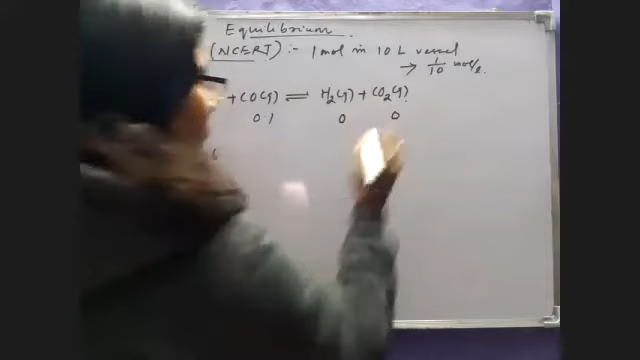 Equilibrium
(NCERT) :- 1 mol in 10 L vessel
→ 1/10 mol/L
+ CO(g) ⇌ H2(g) + CO2(g)
0.1 0 0